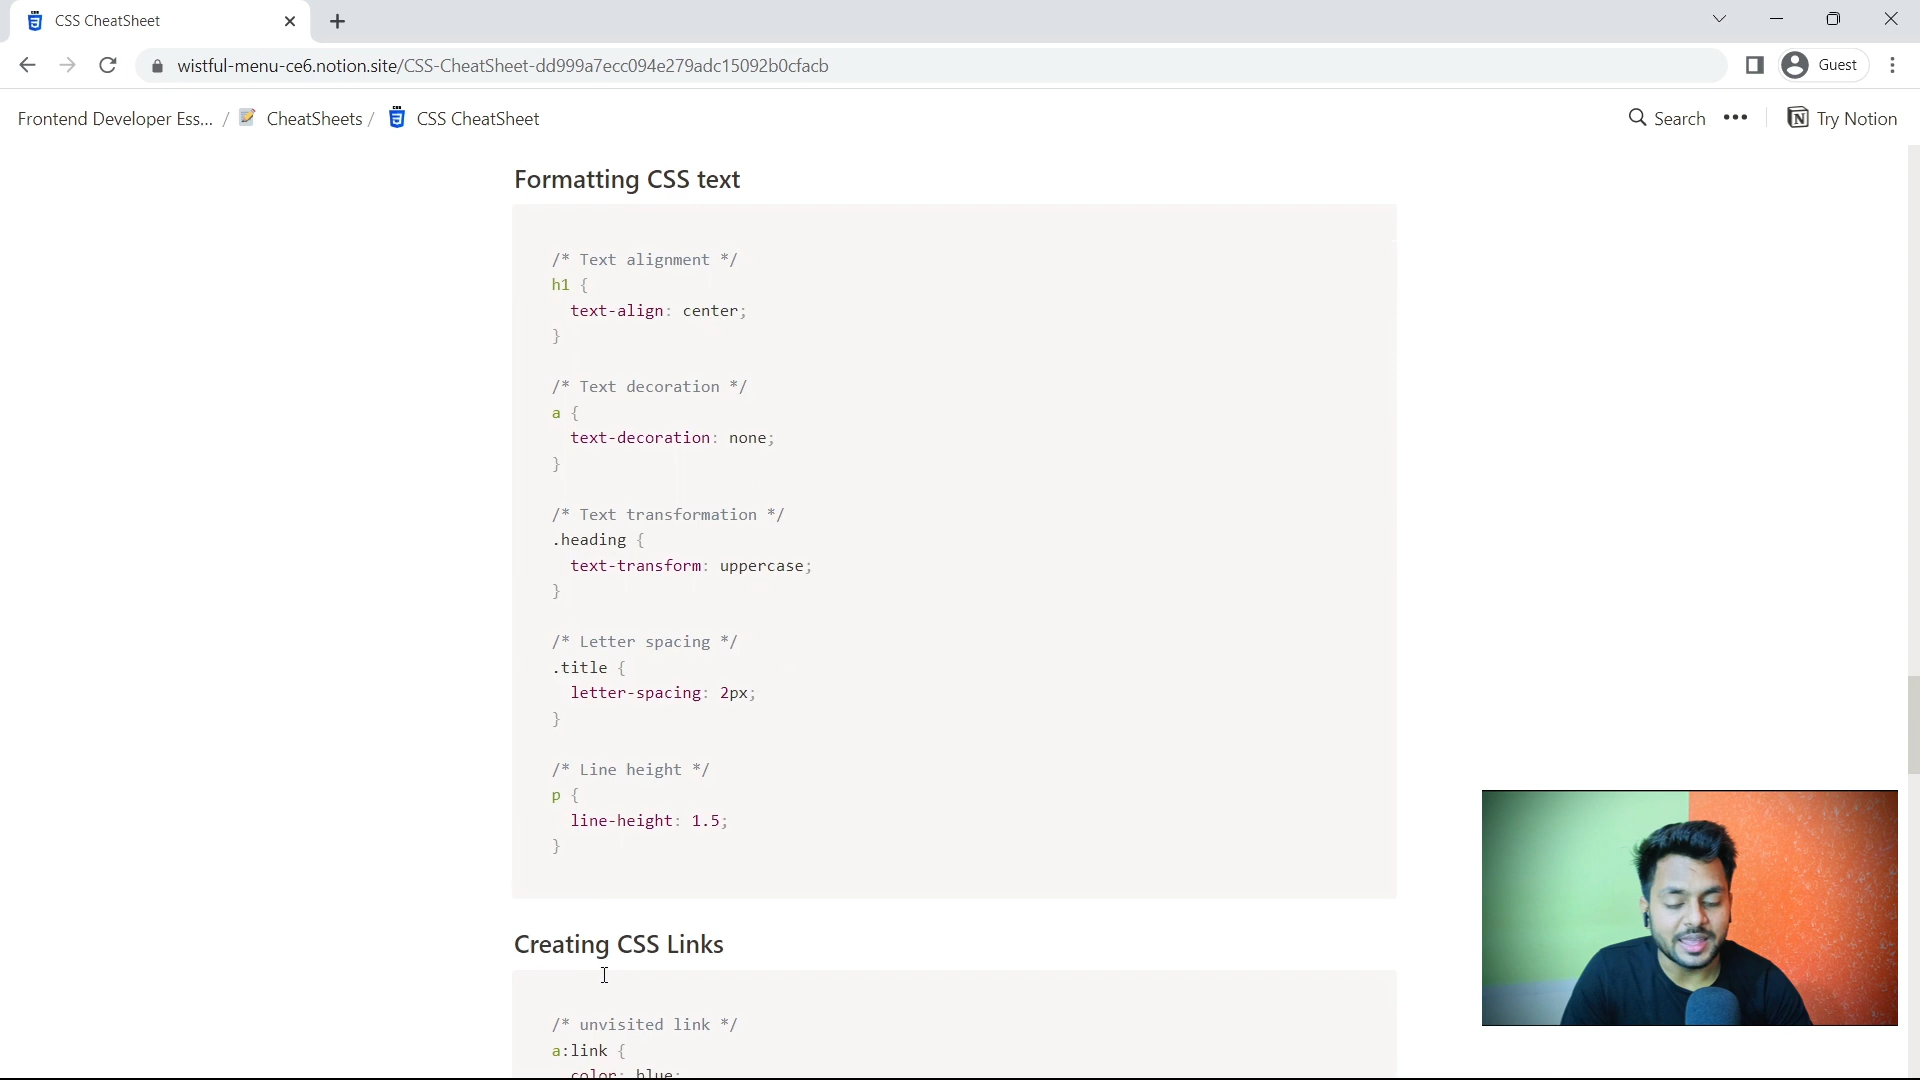 CSS CheatSheet
wistful-menu-ce6.notion.site/CSS-CheatSheet-dd999a7ecc094e279adc15092b0cfacb
Guest
Frontend Developer Ess... / CheatSheets / CSS CheatSheet
Search
Try Notion
Formatting CSS text
/* Text alignment */
h1 {
text-align: center;
}
/* Text decoration */
a {
text-decoration: none;
}
/* Text transformation */
.heading {
text-transform: uppercase;
}
/* Letter spacing */
.title {
letter-spacing: 2px;
}
/* Line height */
p {
line-height: 1.5;
}
Creating CSS Links
/* unvisited link */
a:link {
color: blue;